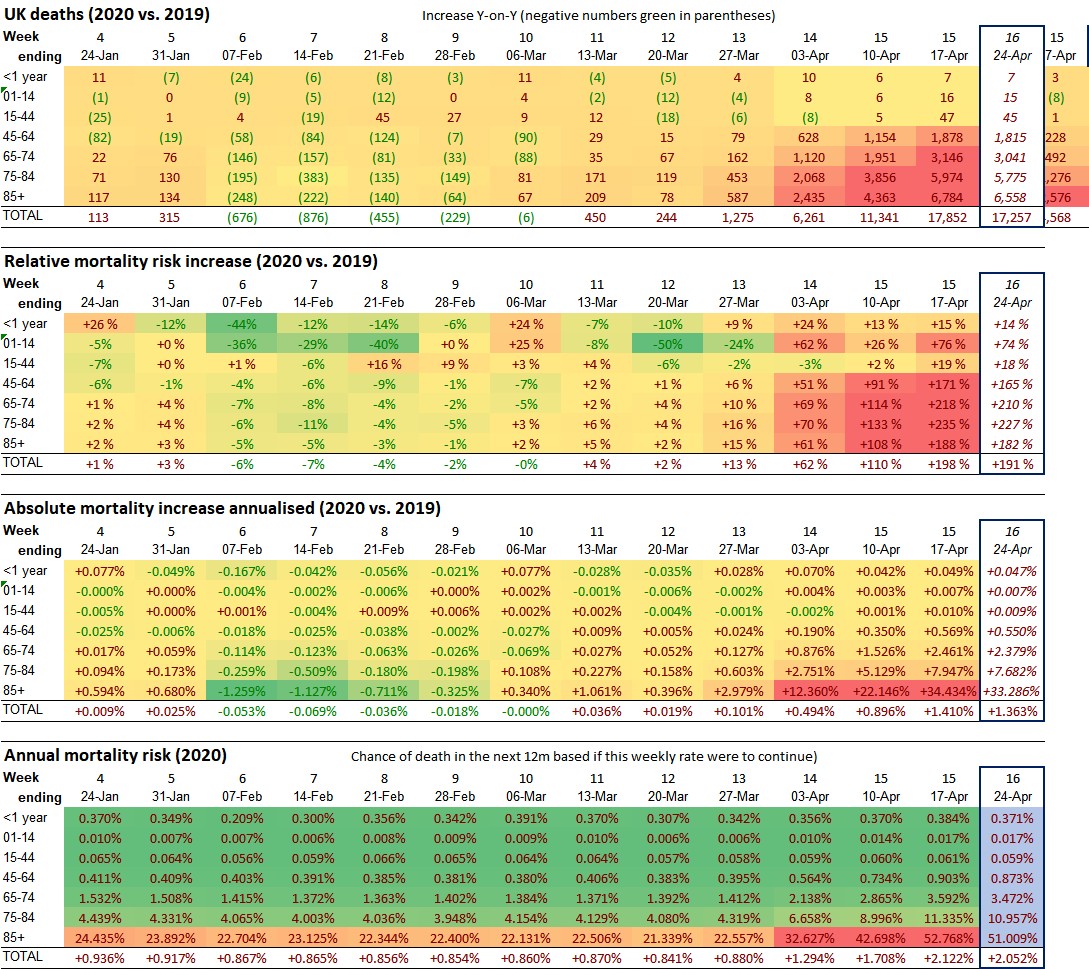 UK deaths (2020 vs. 2019) Increase Y-on-Y (negative numbers green in parentheses)
Week 4 5 6 7 8 9 10 11 12 13 14 15 15 16 15
ending 24-Jan 31-Jan 07-Feb 14-Feb 21-Feb 28-Feb 06-Mar 13-Mar 20-Mar 27-Mar 03-Apr 10-Apr 17-Apr 24-Apr 7-Apr
<1 year 11 (7) (24) (6) (8) (3) 11 (4) (5) 4 10 6 7 7 3
01-14 (1) 0 (9) (5) (12) 0 4 (2) (12) (4) 8 6 16 15 (8)
15-44 (25) 1 4 (19) 45 27 9 12 (18) (6) (8) 5 47 45 1
45-64 (82) (19) (58) (84) (124) (7) (90) 29 15 79 628 1,154 1,878 1,815 228
65-74 22 76 (146) (157) (81) (33) (88) 35 67 162 1,120 1,951 3,146 3,041 492
75-84 71 130 (195) (383) (135) (149) 81 171 119 453 2,068 3,856 5,974 5,775 ,276
85+ 117 134 (248) (222) (140) (64) 67 209 78 587 2,435 4,363 6,784 6,558 ,576
TOTAL 113 315 (676) (876) (455) (229) (6) 450 244 1,275 6,261 11,341 17,852 17,257 ,568
Relative mortality risk increase (2020 vs. 2019)
Week 4 5 6 7 8 9 10 11 12 13 14 15 15 16
ending 24-Jan 31-Jan 07-Feb 14-Feb 21-Feb 28-Feb 06-Mar 13-Mar 20-Mar 27-Mar 03-Apr 10-Apr 17-Apr 24-Apr
<1 year +26 % -12% -44% -12% -14% -6% +24 % -7% -10% +9 % +24 % +13 % +15 % +14 %
01-14 -5% +0 % -36% -29% -40% +0 % +25 % -8% -50% -24% +62 % +26 % +76 % +74 %
15-44 -7% +0 % +1 % -6% +16 % +9 % +3 % +4 % -6% -2% -3% +2 % +19 % +18 %
45-64 -6% -1% -4% -6% -9% -1% -7% +2 % +1 % +6 % +51 % +91 % +171 % +165 %
65-74 +1 % +4 % -7% -8% -4% -2% -5% +2 % +4 % +10 % +69 % +114 % +218 % +210 %
75-84 +2 % +4 % -6% -11% -4% -5% +3 % +6 % +4 % +16 % +70 % +133 % +235 % +227 %
85+ +2 % +3 % -5% -5% -3% -1% +2 % +5 % +2 % +15 % +61 % +108 % +188 % +182 %
TOTAL +1 % +3 % -6% -7% -4% -2% -0% +4 % +2 % +13 % +62 % +110 % +198 % +191 %
Absolute mortality increase annualised (2020 vs. 2019)
Week 4 5 6 7 8 9 10 11 12 13 14 15 15 16
ending 24-Jan 31-Jan 07-Feb 14-Feb 21-Feb 28-Feb 06-Mar 13-Mar 20-Mar 27-Mar 03-Apr 10-Apr 17-Apr 24-Apr
<1 year +0.077% -0.049% -0.167% -0.042% -0.056% -0.021% +0.077% -0.028% -0.035% +0.028% +0.070% +0.042% +0.049% +0.047%
01-14 -0.000% +0.000% -0.004% -0.002% -0.006% +0.000% +0.002% -0.001% -0.006% -0.002% +0.004% +0.003% +0.007% +0.007%
15-44 -0.005% +0.000% +0.001% -0.004% +0.009% +0.006% +0.002% +0.002% -0.004% -0.001% -0.002% +0.001% +0.010% +0.009%
45-64 -0.025% -0.006% -0.018% -0.025% -0.038% -0.002% -0.027% +0.009% +0.005% +0.024% +0.190% +0.350% +0.569% +0.550%
65-74 +0.017% +0.059% -0.114% -0.123% -0.063% -0.026% -0.069% +0.027% +0.052% +0.127% +0.876% +1.526% +2.461% +2.379%
75-84 +0.094% +0.173% -0.259% -0.509% -0.180% -0.198% +0.108% +0.227% +0.158% +0.603% +2.751% +5.129% +7.947% +7.682%
85+ +0.594% +0.680% -1.259% -1.127% -0.711% -0.325% +0.340% +1.061% +0.396% +2.979% +12.360% +22.146% +34.434% +33.286%
TOTAL +0.009% +0.025% -0.053% -0.069% -0.036% -0.018% -0.000% +0.036% +0.019% +0.101% +0.494% +0.896% +1.410% +1.363%
Annual mortality risk (2020) Chance of death in the next 12m based if this weekly rate were to continue)
Week 4 5 6 7 8 9 10 11 12 13 14 15 15 16
ending 24-Jan 31-Jan 07-Feb 14-Feb 21-Feb 28-Feb 06-Mar 13-Mar 20-Mar 27-Mar 03-Apr 10-Apr 17-Apr 24-Apr
<1 year 0.370% 0.349% 0.209% 0.300% 0.356% 0.342% 0.391% 0.370% 0.307% 0.342% 0.356% 0.370% 0.384% 0.371%
01-14 0.010% 0.007% 0.007% 0.006% 0.008% 0.009% 0.009% 0.010% 0.006% 0.006% 0.010% 0.014% 0.017% 0.017%
15-44 0.065% 0.064% 0.056% 0.059% 0.066% 0.065% 0.064% 0.064% 0.057% 0.058% 0.059% 0.060% 0.061% 0.059%
45-64 0.411% 0.409% 0.403% 0.391% 0.385% 0.381% 0.380% 0.406% 0.383% 0.395% 0.564% 0.734% 0.903% 0.873%
65-74 1.532% 1.508% 1.415% 1.372% 1.363% 1.402% 1.384% 1.371% 1.392% 1.412% 2.138% 2.865% 3.592% 3.472%
75-84 4.439% 4.331% 4.065% 4.003% 4.036% 3.948% 4.154% 4.129% 4.080% 4.319% 6.658% 8.996% 11.335% 10.957%
85+ 24.435% 23.892% 22.704% 23.125% 22.344% 22.400% 22.131% 22.506% 21.339% 22.557% 32.627% 42.698% 52.768% 51.009%
TOTAL +0.936% +0.917% +0.867% +0.865% +0.856% +0.854% +0.860% +0.870% +0.841% +0.880% +1.294% +1.708% +2.122% +2.052%